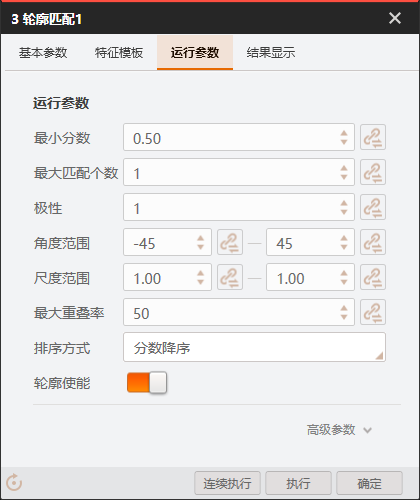 3 轮廓匹配1
基本参数 特征模板 运行参数 结果显示
运行参数
最小分数 0.50
最大匹配个数 1
极性 1
角度范围 -45 — 45
尺度范围 1.00 — 1.00
最大重叠率 50
排序方式 分数降序
轮廓使能
高级参数
连续执行 执行 确定